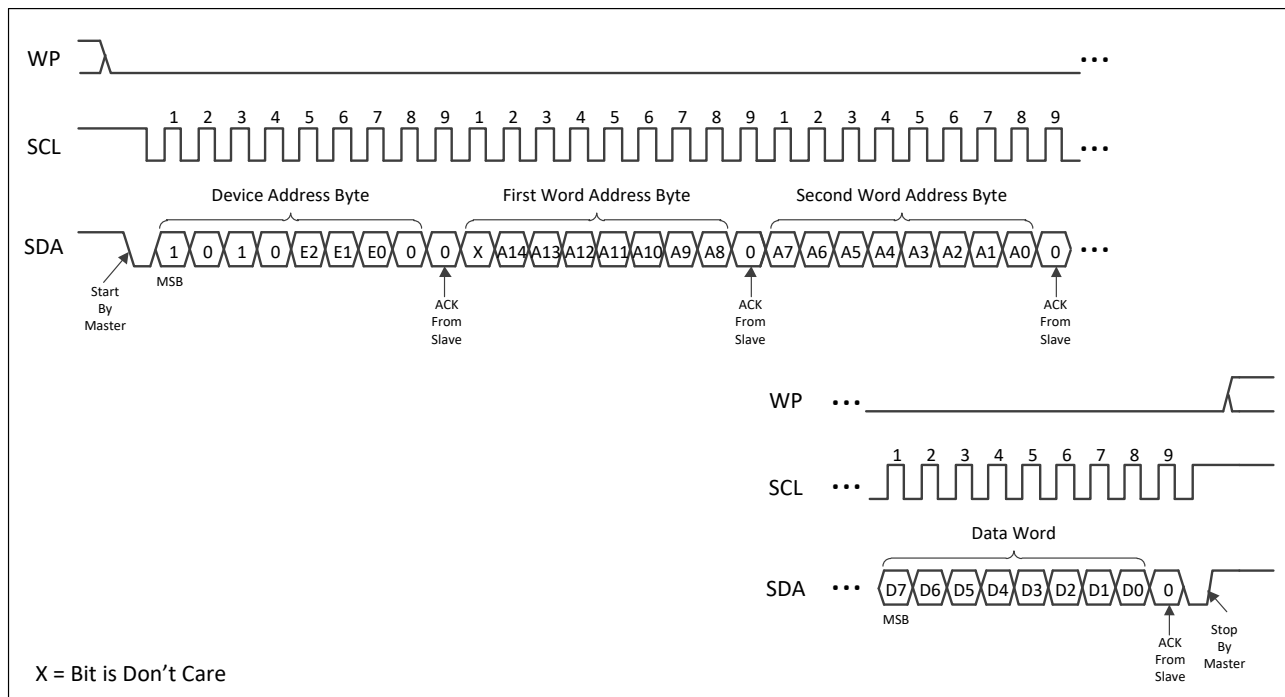 WP
•••
1 2 3 4 5 6 7 8 9 1 2 3 4 5 6 7 8 9 1 2 3 4 5 6 7 8 9
SCL
•••
Device Address Byte First Word Address Byte Second Word Address Byte
SDA 1 0 1 0 E2 E1 E0 0 0 X A14 A13 A12 A11 A10 A9 A8 0 A7 A6 A5 A4 A3 A2 A1 A0 0 •••
MSB
Start
By
Master
ACK
From
Slave
ACK
From
Slave
ACK
From
Slave
WP •••
1 2 3 4 5 6 7 8 9
SCL •••
Data Word
SDA ••• D7 D6 D5 D4 D3 D2 D1 D0 0
MSB
ACK
From
Slave
Stop
By
Master
X = Bit is Don't Care